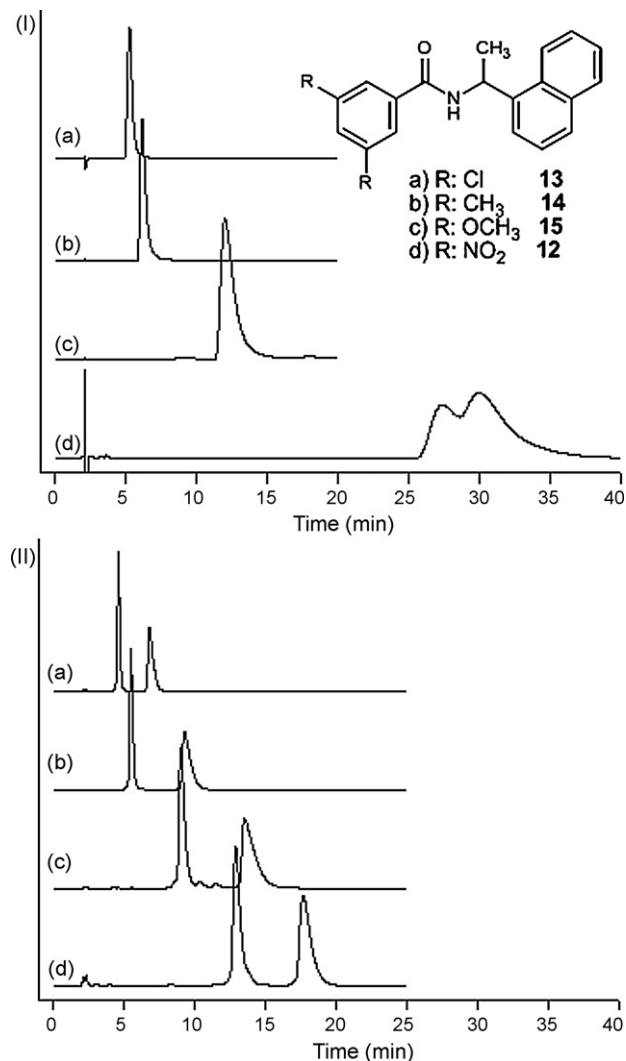 (I)
O
CH₃
R
N
H
R
(a)
a) R: Cl 13
b) R: CH₃ 14
(b)
c) R: OCH₃ 15
d) R: NO₂ 12
(c)
(d)
0 5 10 15 20 25 30 35 40
Time (min)
(II)
(a)
(b)
(c)
(d)
0 5 10 15 20 25 30 35 40
Time (min)